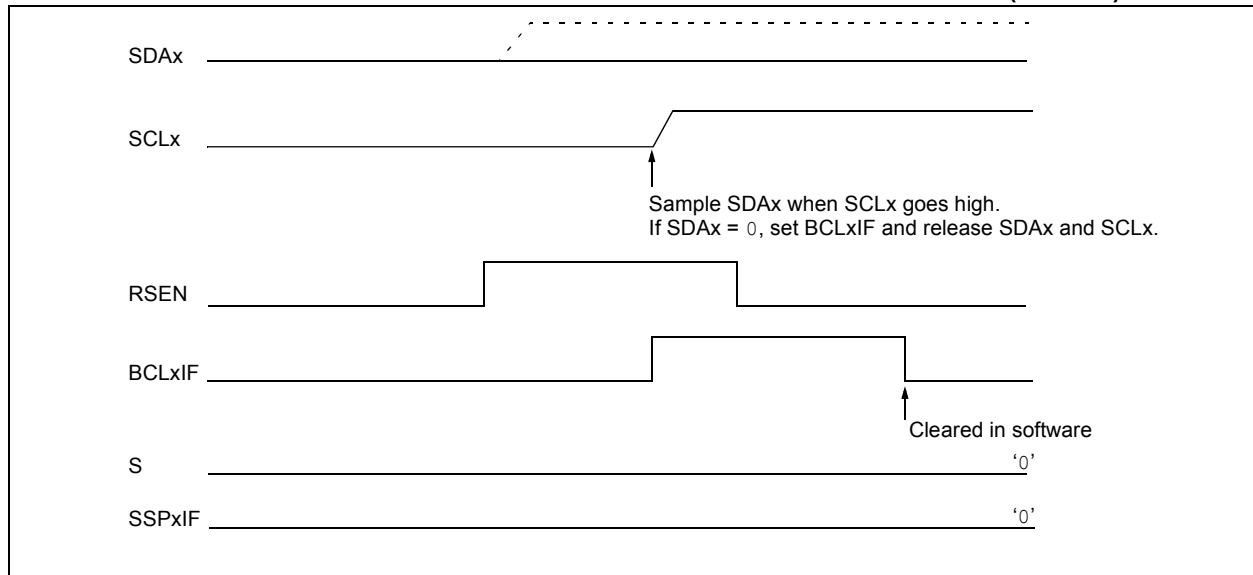 SDAx
SCLx
Sample SDAx when SCLx goes high.
If SDAx = 0, set BCLxIF and release SDAx and SCLx.
RSEN
BCLxIF
Cleared in software
S
‘0’
SSPxIF
‘0’